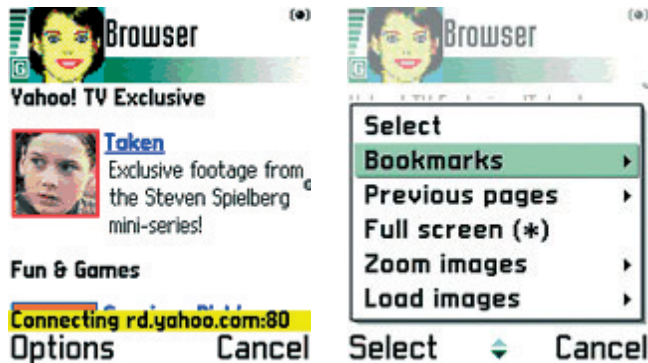 Browser
G
Yahoo! TV Exclusive
Taken
Exclusive footage from
the Steven Spielberg
mini-series!
Fun & Games
Connecting rd.yahoo.com:80
Options Cancel
Browser
G
Select
Bookmarks
Previous pages
Full screen (*)
Zoom images
Load images
Select Cancel